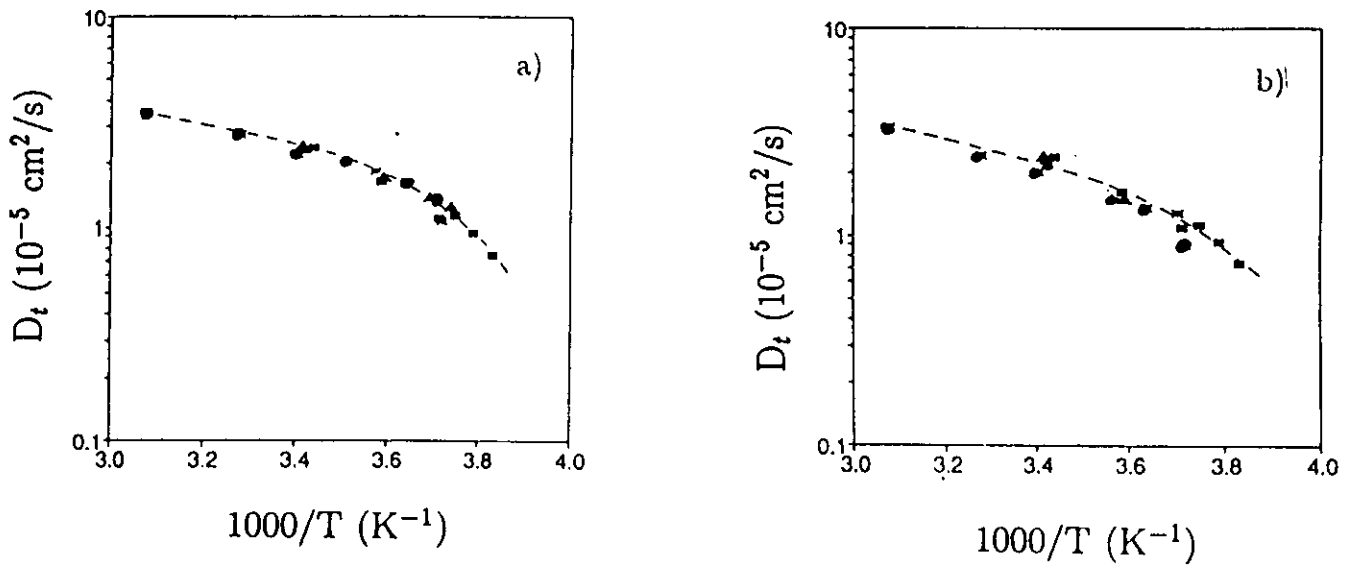 10
a)
D_t (10^{-5} cm^2/s)
1
0.1
3.0 3.2 3.4 3.6 3.8 4.0
1000/T (K^{-1})
10
b)
D_t (10^{-5} cm^2/s)
1
0.1
3.0 3.2 3.4 3.6 3.8 4.0
1000/T (K^{-1})